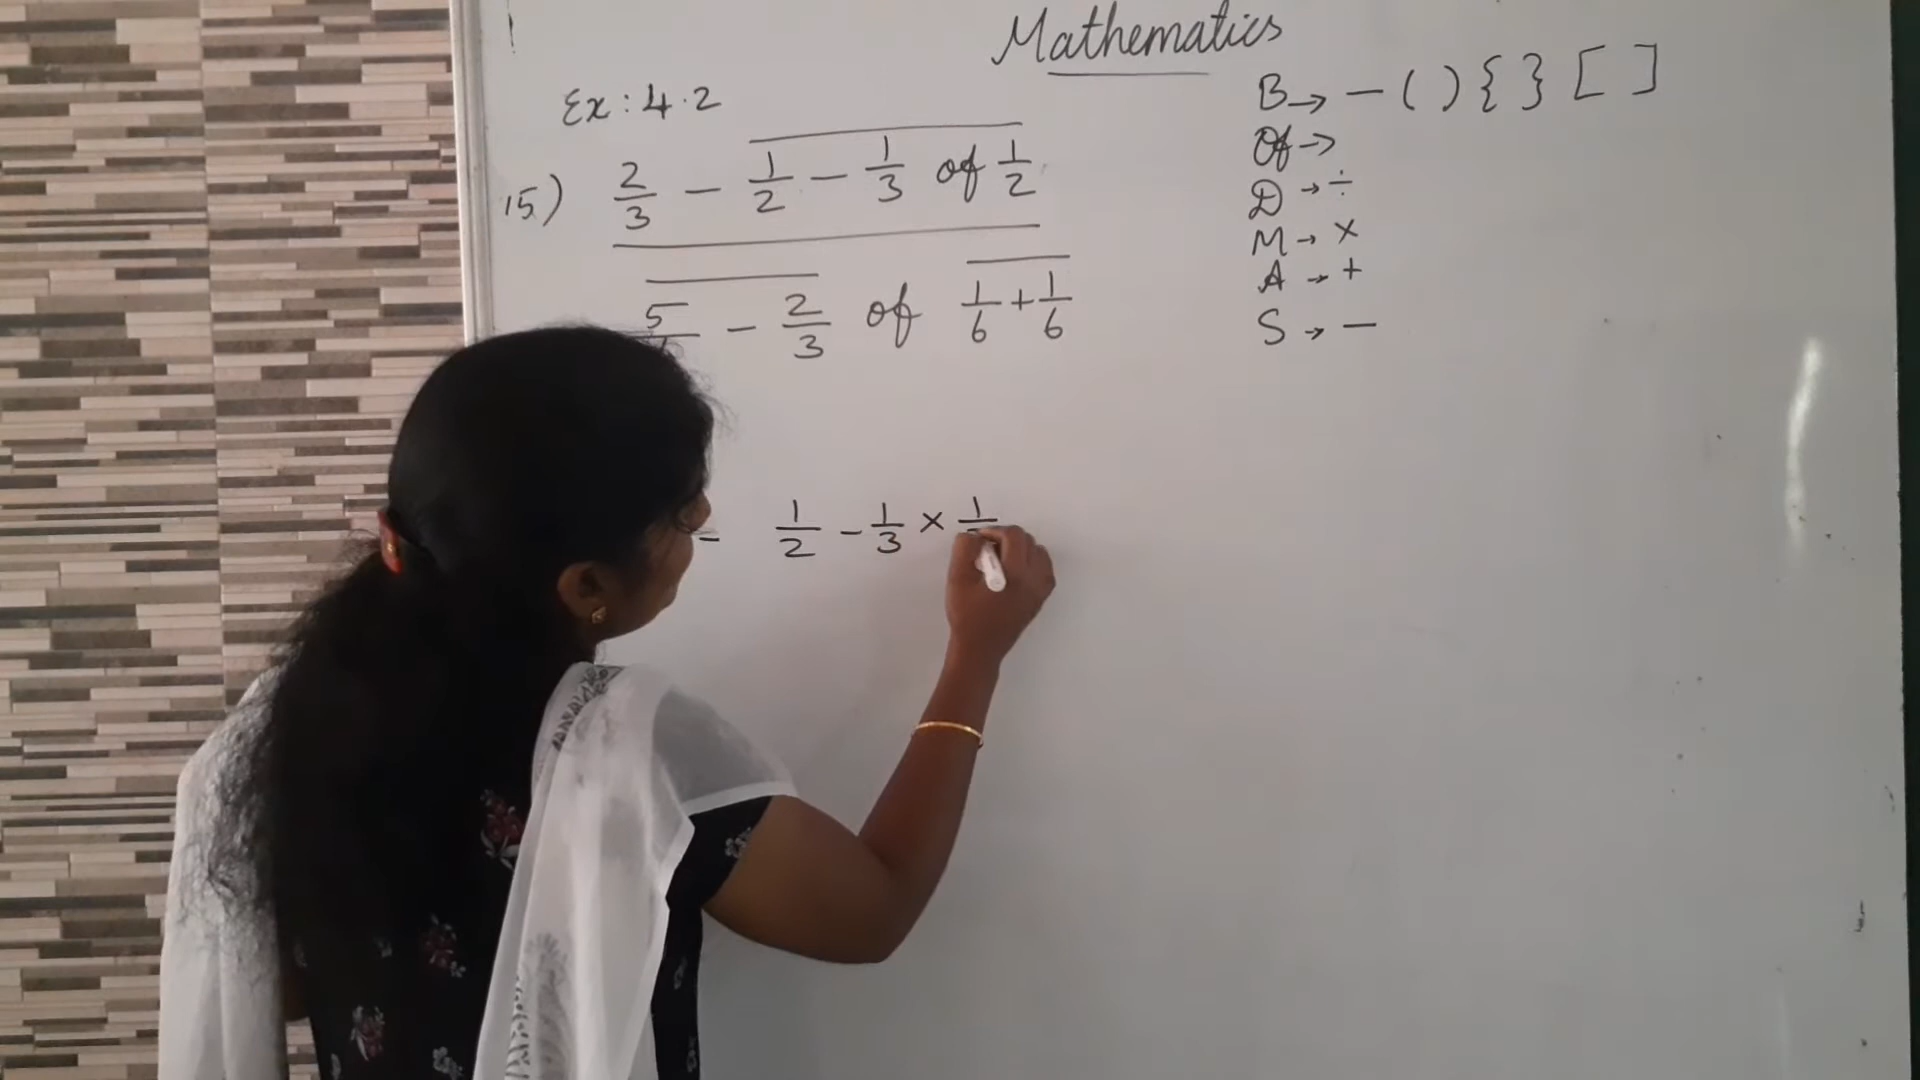 Mathematics
Ex : 4.2
15) 2/3 - 1/2 - 1/3 of 1/2
5 - 2/3 of 1/6 + 1/6
B → - ( ) { } [ ]
Of →
D → ÷
M → ×
A → +
S → -
- 1/2 - 1/3 × 1